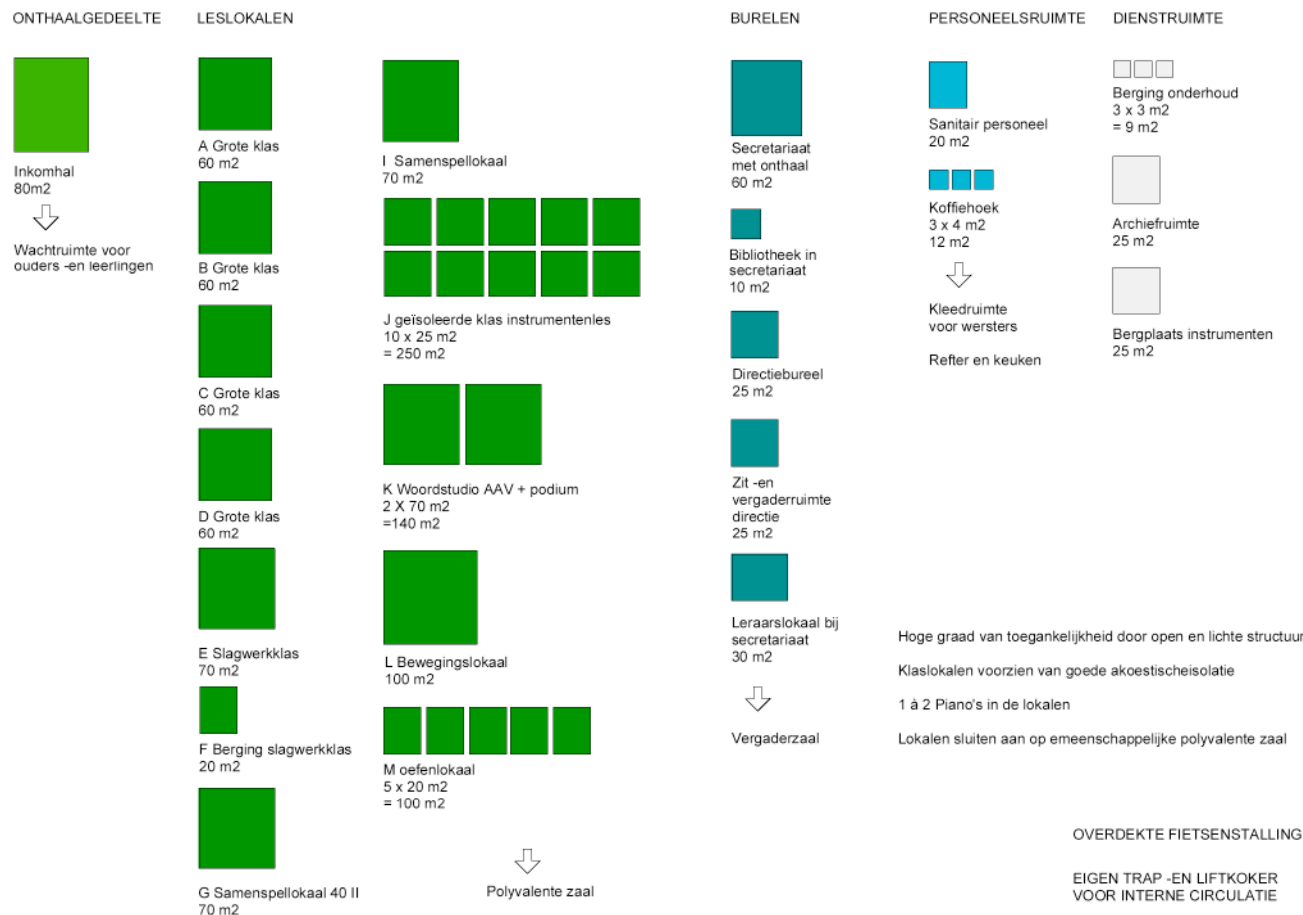 ONTHAALGEDEELTE
Inkomhal
80m2
Wachtruimte voor
ouders -en leerlingen
LESLOKALEN
A Grote klas
60 m2
B Grote klas
60 m2
C Grote klas
60 m2
D Grote klas
60 m2
E Slagwerkklas
70 m2
F Berging slagwerkklas
20 m2
G Samenspellokaal 40 ll
70 m2
I Samenspellokaal
70 m2
J geïsoleerde klas instrumentenles
10 x 25 m2
= 250 m2
K Woordstudio AAV + podium
2 X 70 m2
=140 m2
L Bewegingslokaal
100 m2
M oefenlokaal
5 x 20 m2
= 100 m2
Polyvalente zaal
BURELEN
Secretariaat
met onthaal
60 m2
Bibliotheek in
secretariaat
10 m2
Directiebureel
25 m2
Zit -en
vergaderruimte
directie
25 m2
Leraarslokaal bij
secretariaat
30 m2
Vergaderzaal
PERSONEELSRUIMTE
Sanitair personeel
20 m2
Koffiehoek
3 x 4 m2
12 m2
Kleedruimte
voor wersters
Refter en keuken
DIENSTRUIMTE
Berging onderhoud
3 x 3 m2
= 9 m2
Archiefruimte
25 m2
Bergplaats instrumenten
25 m2
Hoge graad van toegankelijkheid door open en lichte structuur
Klaslokalen voorzien van goede akoestischeisolatie
1 à 2 Piano's in de lokalen
Lokalen sluiten aan op emeenschappelijke polyvalente zaal
OVERDEKTE FIETSENSTALLING
EIGEN TRAP -EN LIFTKOKER
VOOR INTERNE CIRCULATIE